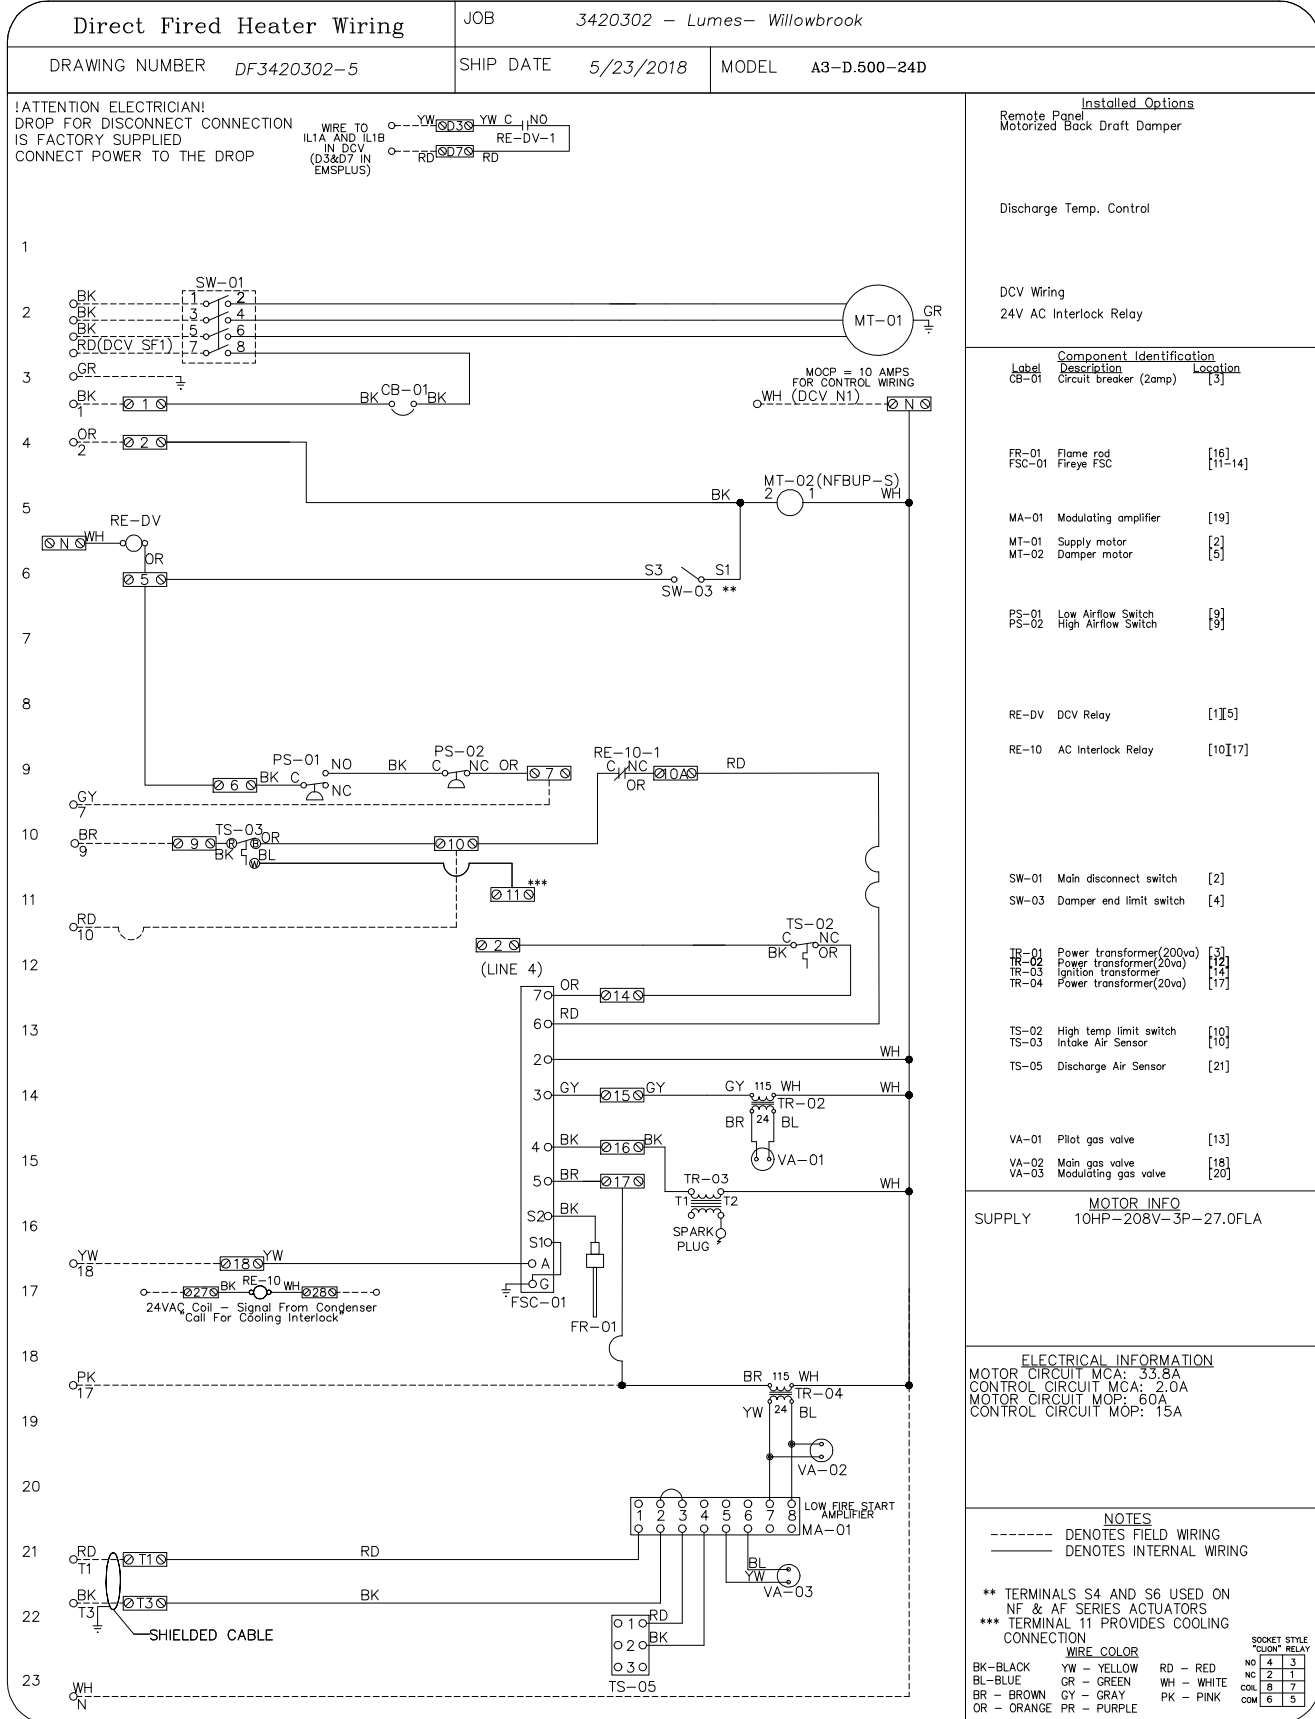 Direct Fired Heater Wiring
JOB 3420302 – Lumes– Willowbrook
DRAWING NUMBER DF3420302-5
SHIP DATE 5/23/2018
MODEL A3-D.500-24D
!ATTENTION ELECTRICIAN!
DROP FOR DISCONNECT CONNECTION
IS FACTORY SUPPLIED
CONNECT POWER TO THE DROP
WIRE TO
IL1A AND IL1B
IN DCV
(D3&D7 IN
EMSPLUS)
YW D3 YW C NO
RE-DV-1
RD D7 RD
1
SW-01
BK 1 2
2
BK 3 4
BK 5 6
RD(DCV SF1) 7 8
MT-01 GR
3
GR
MOCP = 10 AMPS
FOR CONTROL WIRING
BK 1 1 BK CB-01 BK
WH (DCV N1) N
4
OR 2 2
MT-02(NFBUP-S)
BK 2 1 WH
5
RE-DV
N WH
OR
6
5
S3 S1
SW-03 **
7
8
9
PS-01 NO BK PS-02 C NC OR 7
RE-10-1
C NC 10A RD
OR
6 BK C NC
GY
7
10
BR
9
9 TS-03 R B OR
BK BL
W
10
11
11 ***
RD
10
2
(LINE 4)
TS-02
C NC
BK OR
12
7 OR 14
13
6 RD
2 WH
14
3 GY 15 GY GY 115 WH WH
TR-02
BR 24 BL
15
4 BK 16 BK
VA-01
5 BR 17
TR-03
T1 T2 WH
16
S2 BK
SPARK
PLUG
S1
YW
18
18 YW
A
17
27 BK RE-10 WH 28
G
FSC-01
24VAC Coil – Signal From Condenser
"Call For Cooling Interlock"
FR-01
18
PK
17
BR 115 WH
TR-04
19
YW 24 BL
VA-02
20
1 2 3 4 5 6 7 8
LOW FIRE START
AMPLIFIER
MA-01
21
RD
T1
T1 RD
BL
YW
VA-03
BK
T3
T3 BK
22
SHIELDED CABLE
1 RD
2 BK
3
TS-05
23
WH
N
Installed Options
Remote Panel
Motorized Back Draft Damper
Discharge Temp. Control
DCV Wiring
24V AC Interlock Relay
Component Identification
Label Description Location
CB-01 Circuit breaker (2amp) [3]
FR-01 Flame rod [16]
FSC-01 Fireye FSC [11-14]
MA-01 Modulating amplifier [19]
MT-01 Supply motor [2]
MT-02 Damper motor [5]
PS-01 Low Airflow Switch [9]
PS-02 High Airflow Switch [9]
RE-DV DCV Relay [1][5]
RE-10 AC Interlock Relay [10][17]
SW-01 Main disconnect switch [2]
SW-03 Damper end limit switch [4]
TR-01 Power transformer(200va) [3]
TR-02 Power transformer(20va) [12]
TR-03 Ignition transformer [14]
TR-04 Power transformer(20va) [17]
TS-02 High temp limit switch [10]
TS-03 Intake Air Sensor [10]
TS-05 Discharge Air Sensor [21]
VA-01 Pilot gas valve [13]
VA-02 Main gas valve [18]
VA-03 Modulating gas valve [20]
MOTOR INFO
SUPPLY 10HP-208V-3P-27.0FLA
ELECTRICAL INFORMATION
MOTOR CIRCUIT MCA: 33.8A
CONTROL CIRCUIT MCA: 2.0A
MOTOR CIRCUIT MOP: 60A
CONTROL CIRCUIT MOP: 15A
NOTES
DENOTES FIELD WIRING
DENOTES INTERNAL WIRING
** TERMINALS S4 AND S6 USED ON
NF & AF SERIES ACTUATORS
*** TERMINAL 11 PROVIDES COOLING
CONNECTION
WIRE COLOR
BK-BLACK YW – YELLOW RD – RED
BL-BLUE GR – GREEN WH – WHITE
BR – BROWN GY – GRAY PK – PINK
OR – ORANGE PR – PURPLE
SOCKET STYLE
"CLION" RELAY
NO 4 3
NC 2 1
COIL 8 7
COM 6 5